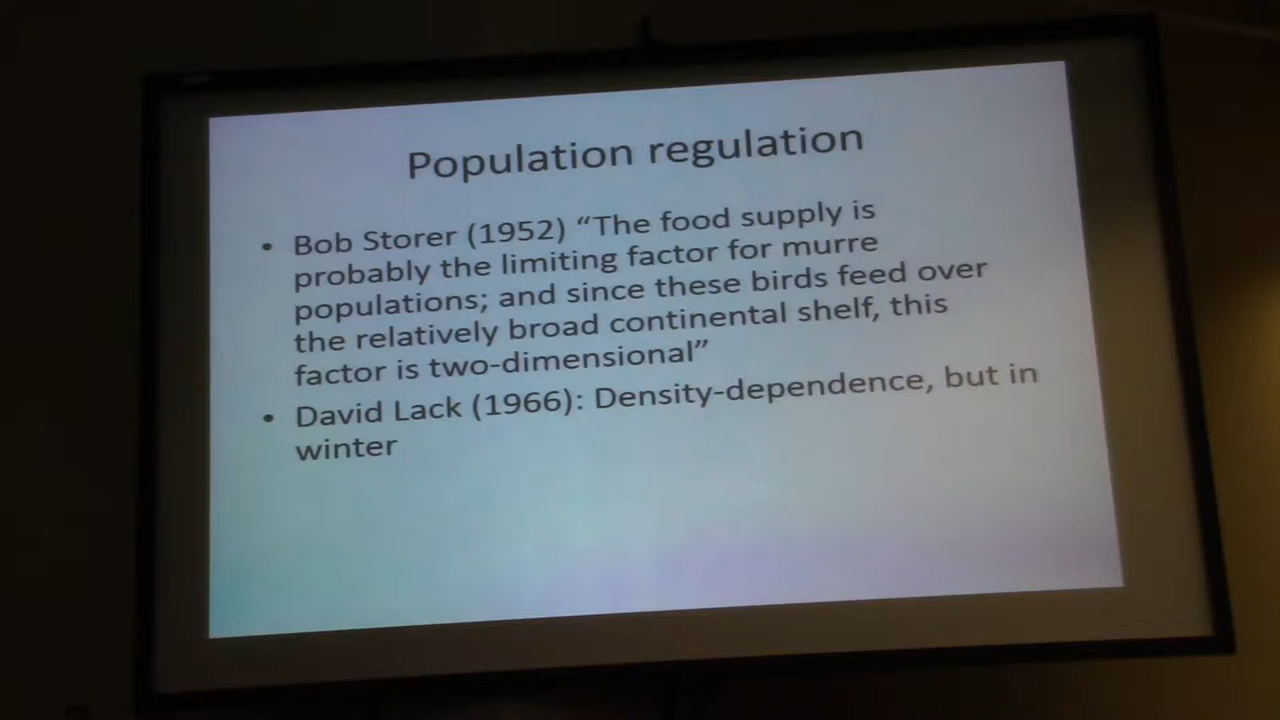 Population regulation
• Bob Storer (1952) “The food supply is
probably the limiting factor for murre
populations; and since these birds feed over
the relatively broad continental shelf, this
factor is two-dimensional”
• David Lack (1966): Density-dependence, but in
winter